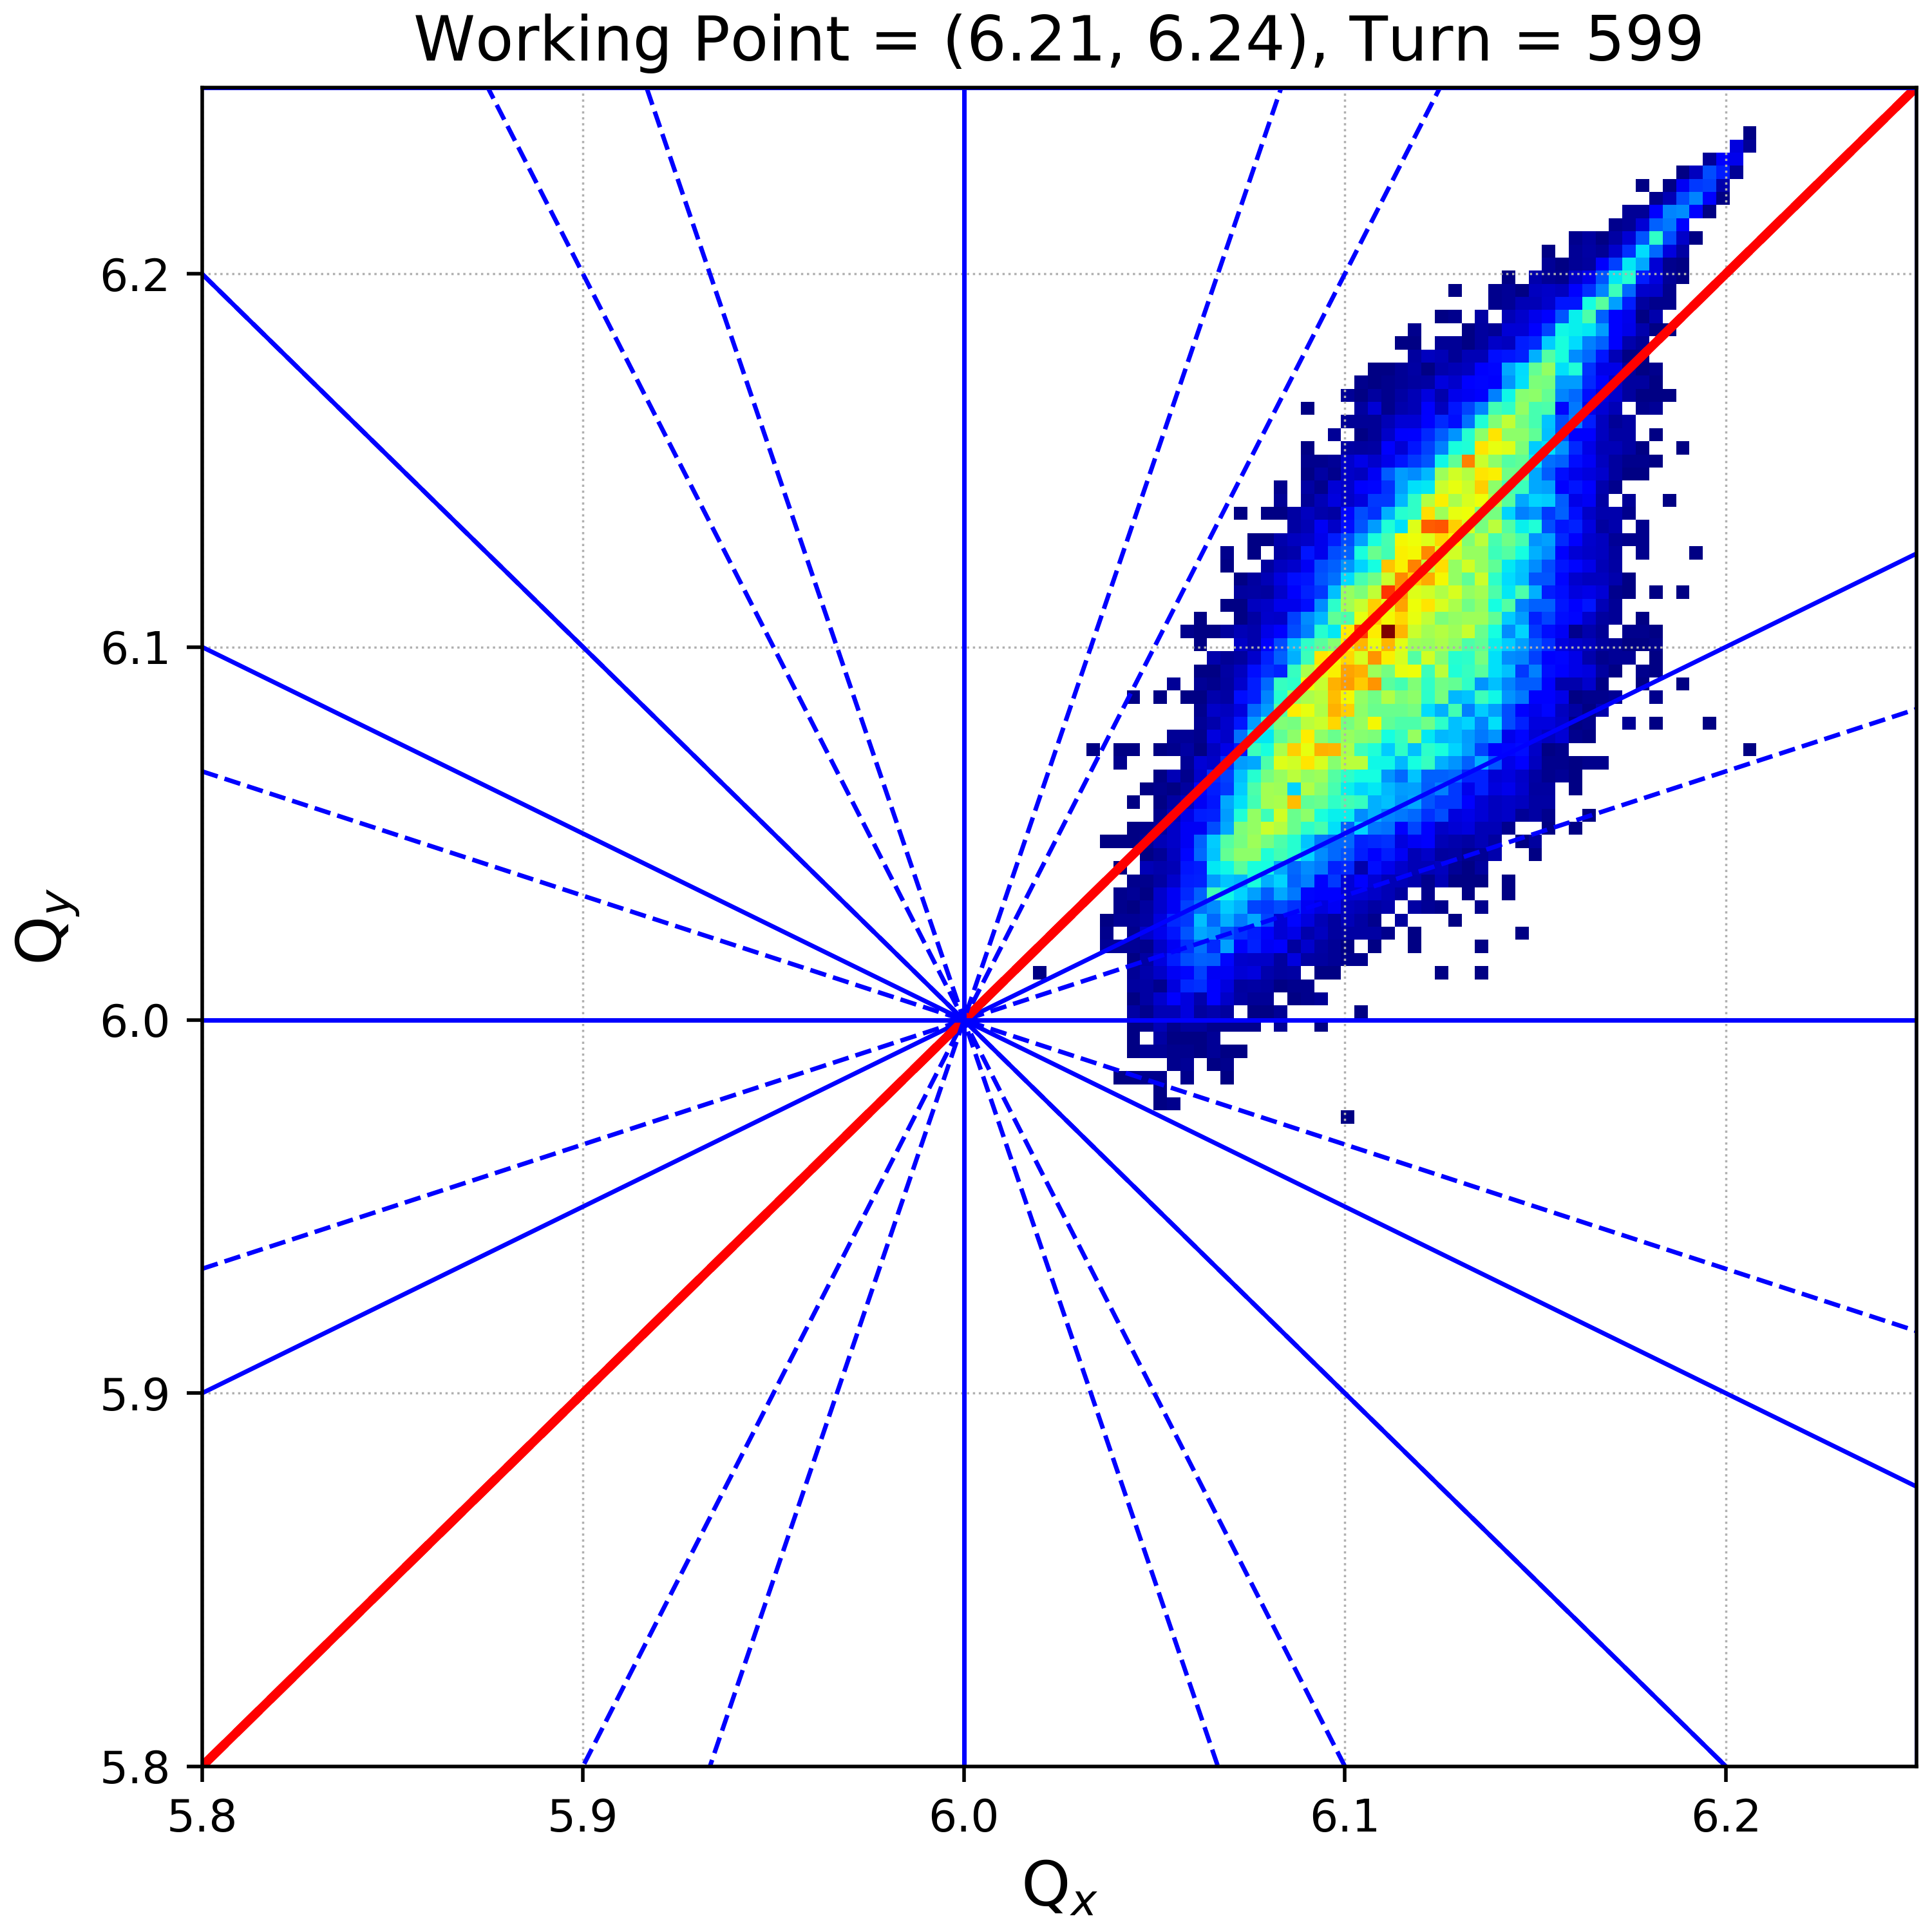 Working Point = (6.21, 6.24), Turn = 599
6.2
6.1
Qy
6.0
5.9
5.8
5.8 5.9 6.0 6.1 6.2
Qx